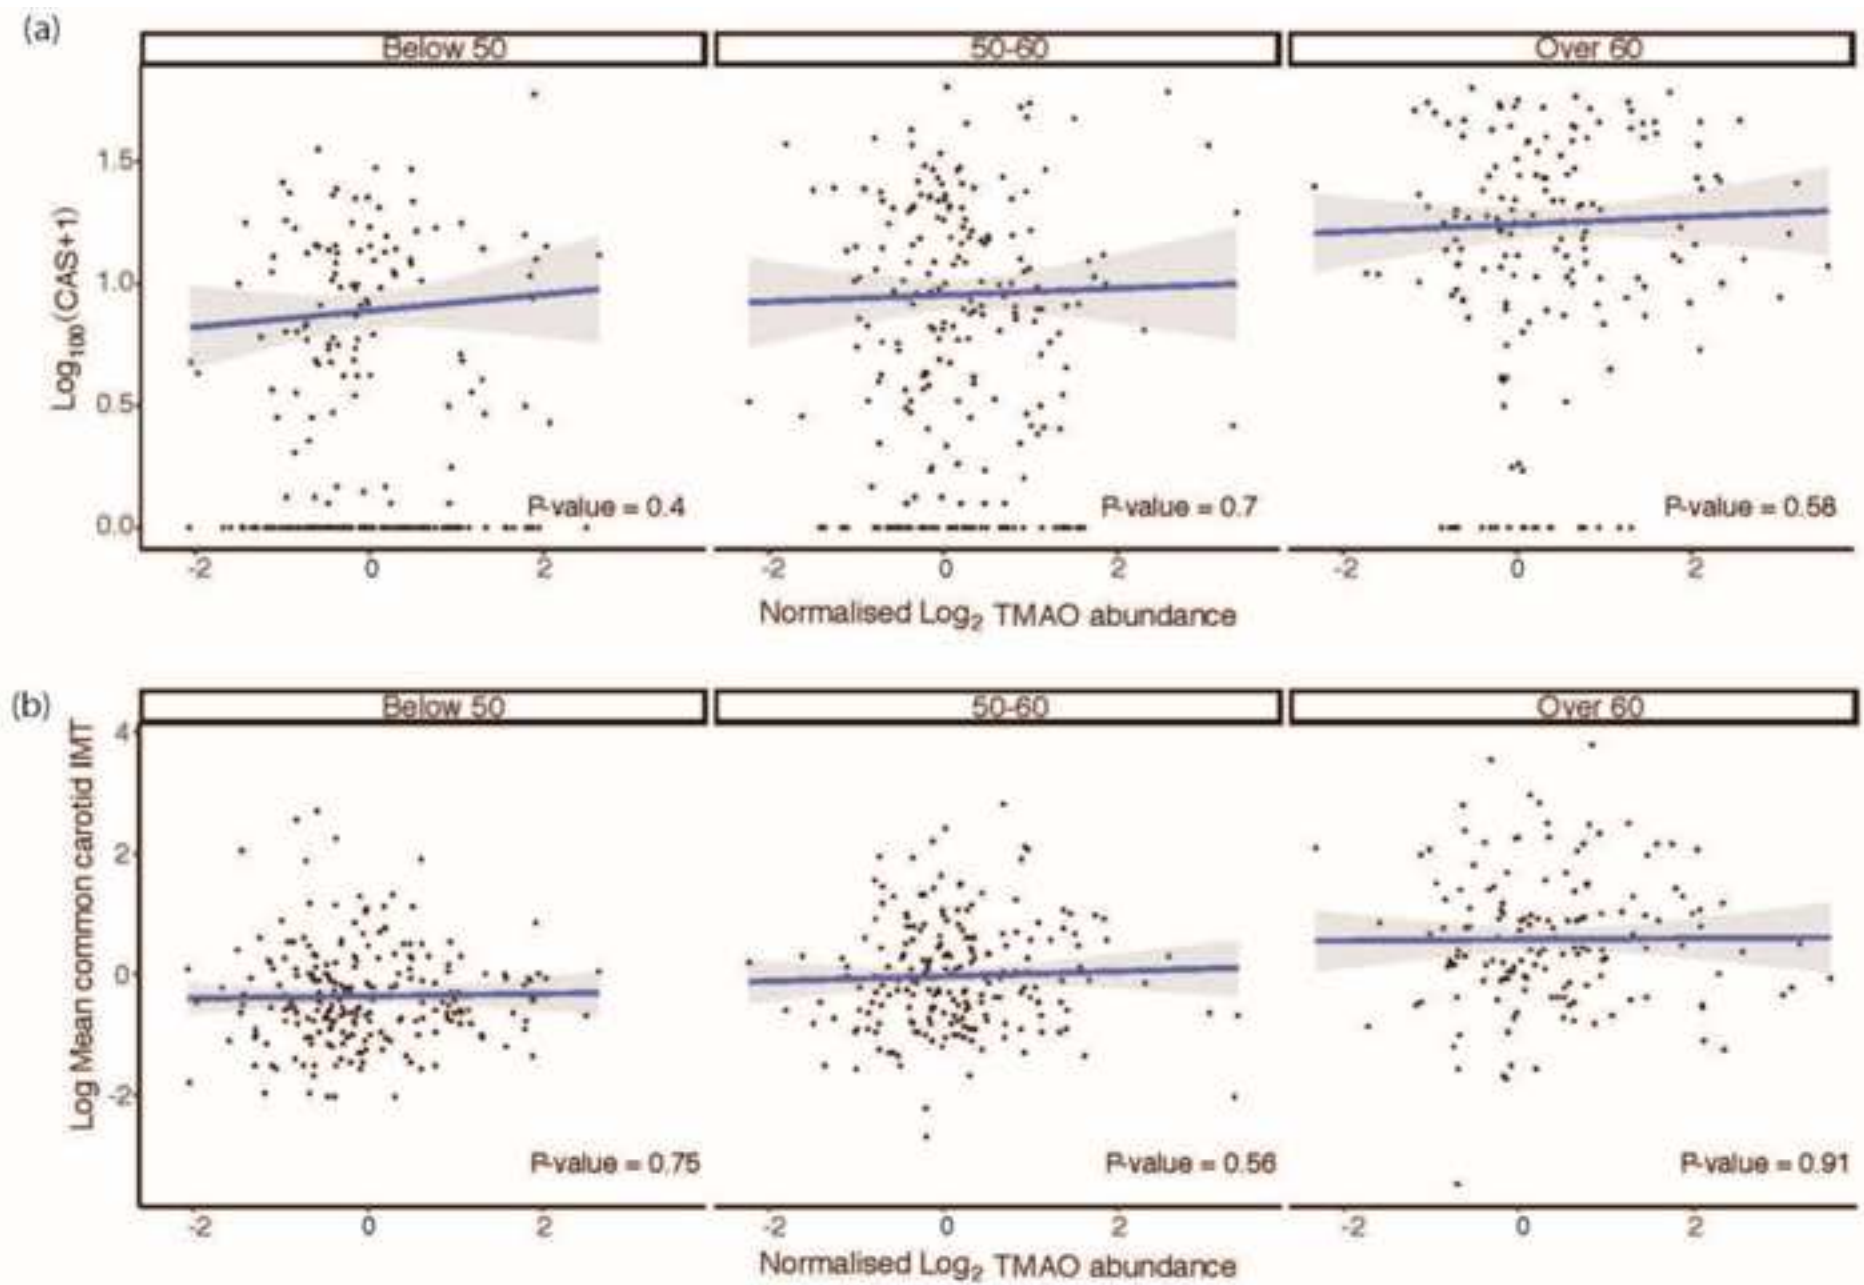 (a)
Below 50
50-60
Over 60
Log100(CAS+1)
1.5
1.0
0.5
0.0
P-value = 0.4
P-value = 0.7
P-value = 0.58
-2 0 2
-2 0 2
-2 0 2
Normalised Log2 TMAO abundance
(b)
Below 50
50-60
Over 60
Log Mean common carotid IMT
4
2
0
-2
P-value = 0.75
P-value = 0.56
P-value = 0.91
-2 0 2
-2 0 2
-2 0 2
Normalised Log2 TMAO abundance